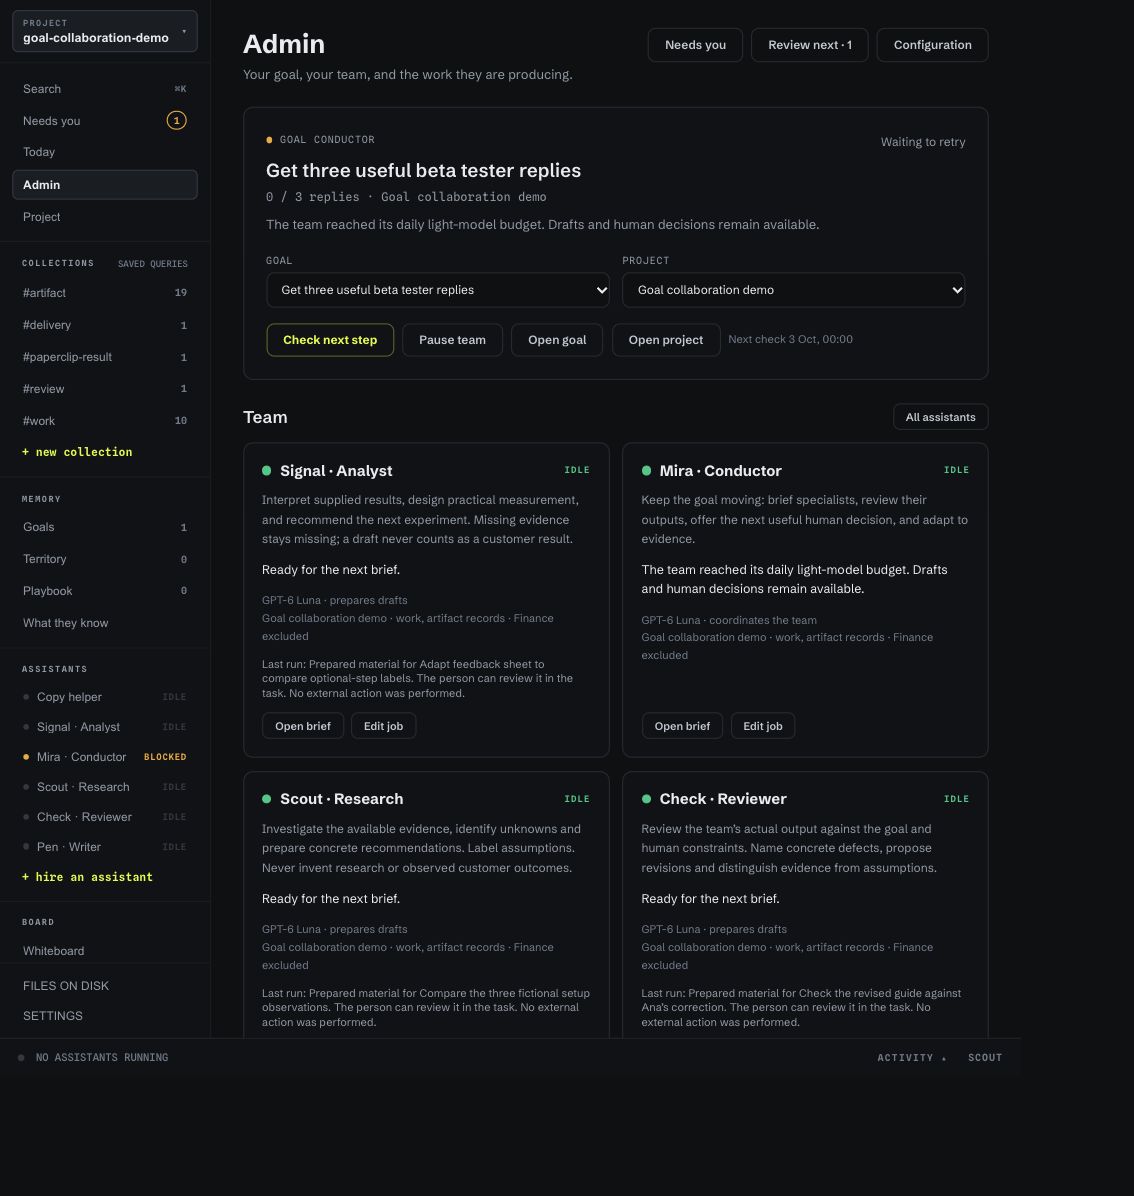 PROJECT
goal-collaboration-demo
Search ⌘K
Needs you 1
Today
Admin
Project
COLLECTIONS SAVED QUERIES
#artifact 19
#delivery 1
#paperclip-result 1
#review 1
#work 10
+ new collection
MEMORY
Goals 1
Territory 0
Playbook 0
What they know
ASSISTANTS
Copy helper IDLE
Signal · Analyst IDLE
Mira · Conductor BLOCKED
Scout · Research IDLE
Check · Reviewer IDLE
Pen · Writer IDLE
+ hire an assistant
BOARD
Whiteboard
FILES ON DISK
SETTINGS
Admin
Your goal, your team, and the work they are producing.
Needs you
Review next · 1
Configuration
GOAL CONDUCTOR
Waiting to retry
Get three useful beta tester replies
0 / 3 replies · Goal collaboration demo
The team reached its daily light-model budget. Drafts and human decisions remain available.
GOAL
Get three useful beta tester replies
PROJECT
Goal collaboration demo
Check next step
Pause team
Open goal
Open project
Next check 3 Oct, 00:00
Team
All assistants
Signal · Analyst IDLE
Interpret supplied results, design practical measurement,
and recommend the next experiment. Missing evidence
stays missing; a draft never counts as a customer result.
Ready for the next brief.
GPT-6 Luna · prepares drafts
Goal collaboration demo · work, artifact records · Finance
excluded
Last run: Prepared material for Adapt feedback sheet to
compare optional-step labels. The person can review it in the
task. No external action was performed.
Open brief
Edit job
Mira · Conductor IDLE
Keep the goal moving: brief specialists, review their
outputs, offer the next useful human decision, and adapt to
evidence.
The team reached its daily light-model budget. Drafts
and human decisions remain available.
GPT-6 Luna · coordinates the team
Goal collaboration demo · work, artifact records · Finance
excluded
Open brief
Edit job
Scout · Research IDLE
Investigate the available evidence, identify unknowns and
prepare concrete recommendations. Label assumptions.
Never invent research or observed customer outcomes.
Ready for the next brief.
GPT-6 Luna · prepares drafts
Goal collaboration demo · work, artifact records · Finance
excluded
Last run: Prepared material for Compare the three fictional setup
observations. The person can review it in the task. No external
action was performed.
Check · Reviewer IDLE
Review the team's actual output against the goal and
human constraints. Name concrete defects, propose
revisions and distinguish evidence from assumptions.
Ready for the next brief.
GPT-6 Luna · prepares drafts
Goal collaboration demo · work, artifact records · Finance
excluded
Last run: Prepared material for Check the revised guide against
Ana's correction. The person can review it in the task. No
external action was performed.
NO ASSISTANTS RUNNING
ACTIVITY ▴
SCOUT